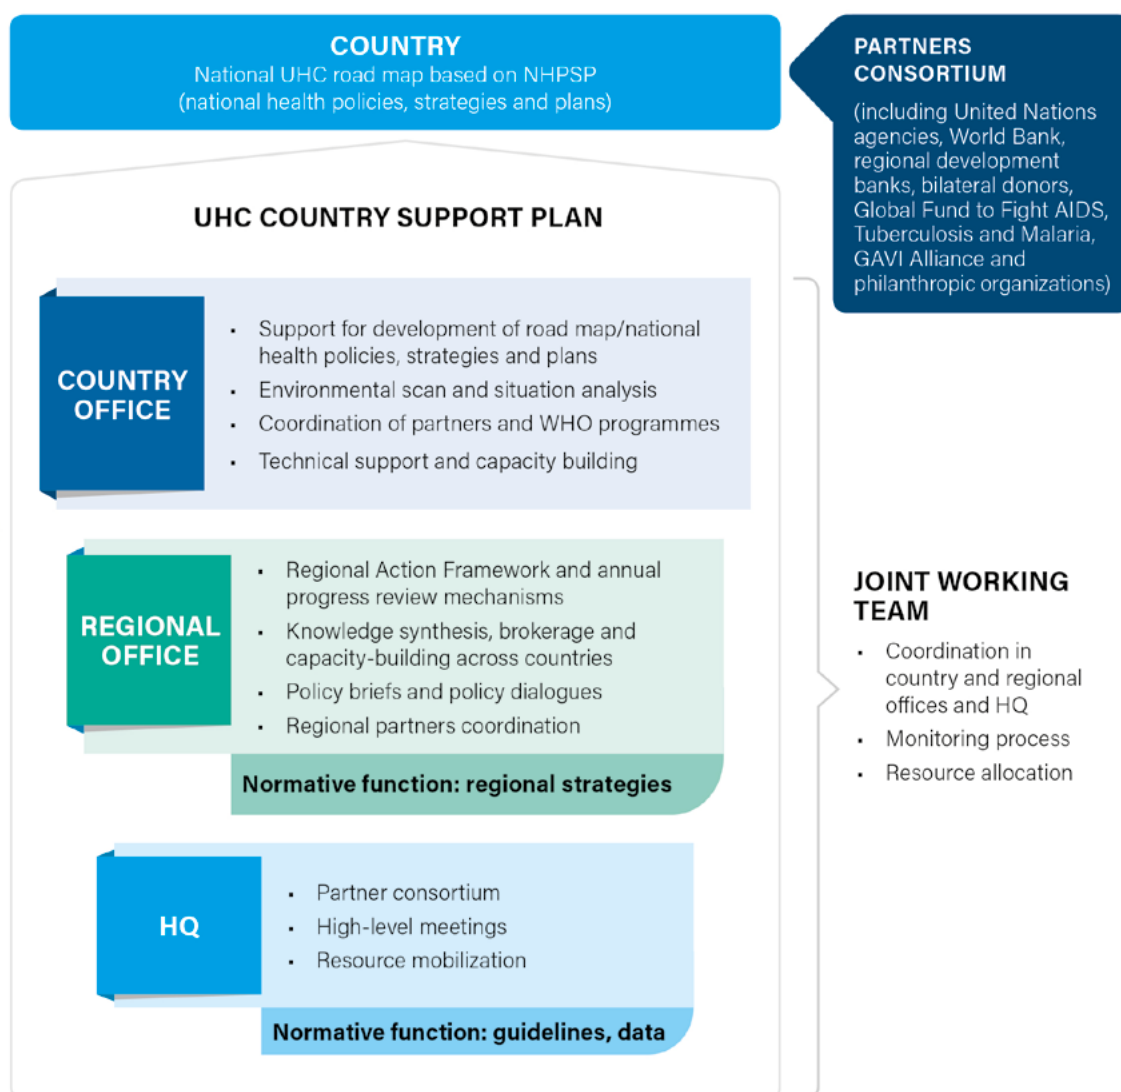 COUNTRY
National UHC road map based on NHPSP
(national health policies, strategies and plans)
PARTNERS
CONSORTIUM
(including United Nations
agencies, World Bank,
regional development
banks, bilateral donors,
Global Fund to Fight AIDS,
Tuberculosis and Malaria,
GAVI Alliance and
philanthropic organizations)
UHC COUNTRY SUPPORT PLAN
COUNTRY
OFFICE
▪ Support for development of road map/national
health policies, strategies and plans
▪ Environmental scan and situation analysis
▪ Coordination of partners and WHO programmes
▪ Technical support and capacity building
REGIONAL
OFFICE
▪ Regional Action Framework and annual
progress review mechanisms
▪ Knowledge synthesis, brokerage and
capacity-building across countries
▪ Policy briefs and policy dialogues
▪ Regional partners coordination
Normative function: regional strategies
HQ
▪ Partner consortium
▪ High-level meetings
▪ Resource mobilization
Normative function: guidelines, data
JOINT WORKING
TEAM
▪ Coordination in
country and regional
offices and HQ
▪ Monitoring process
▪ Resource allocation